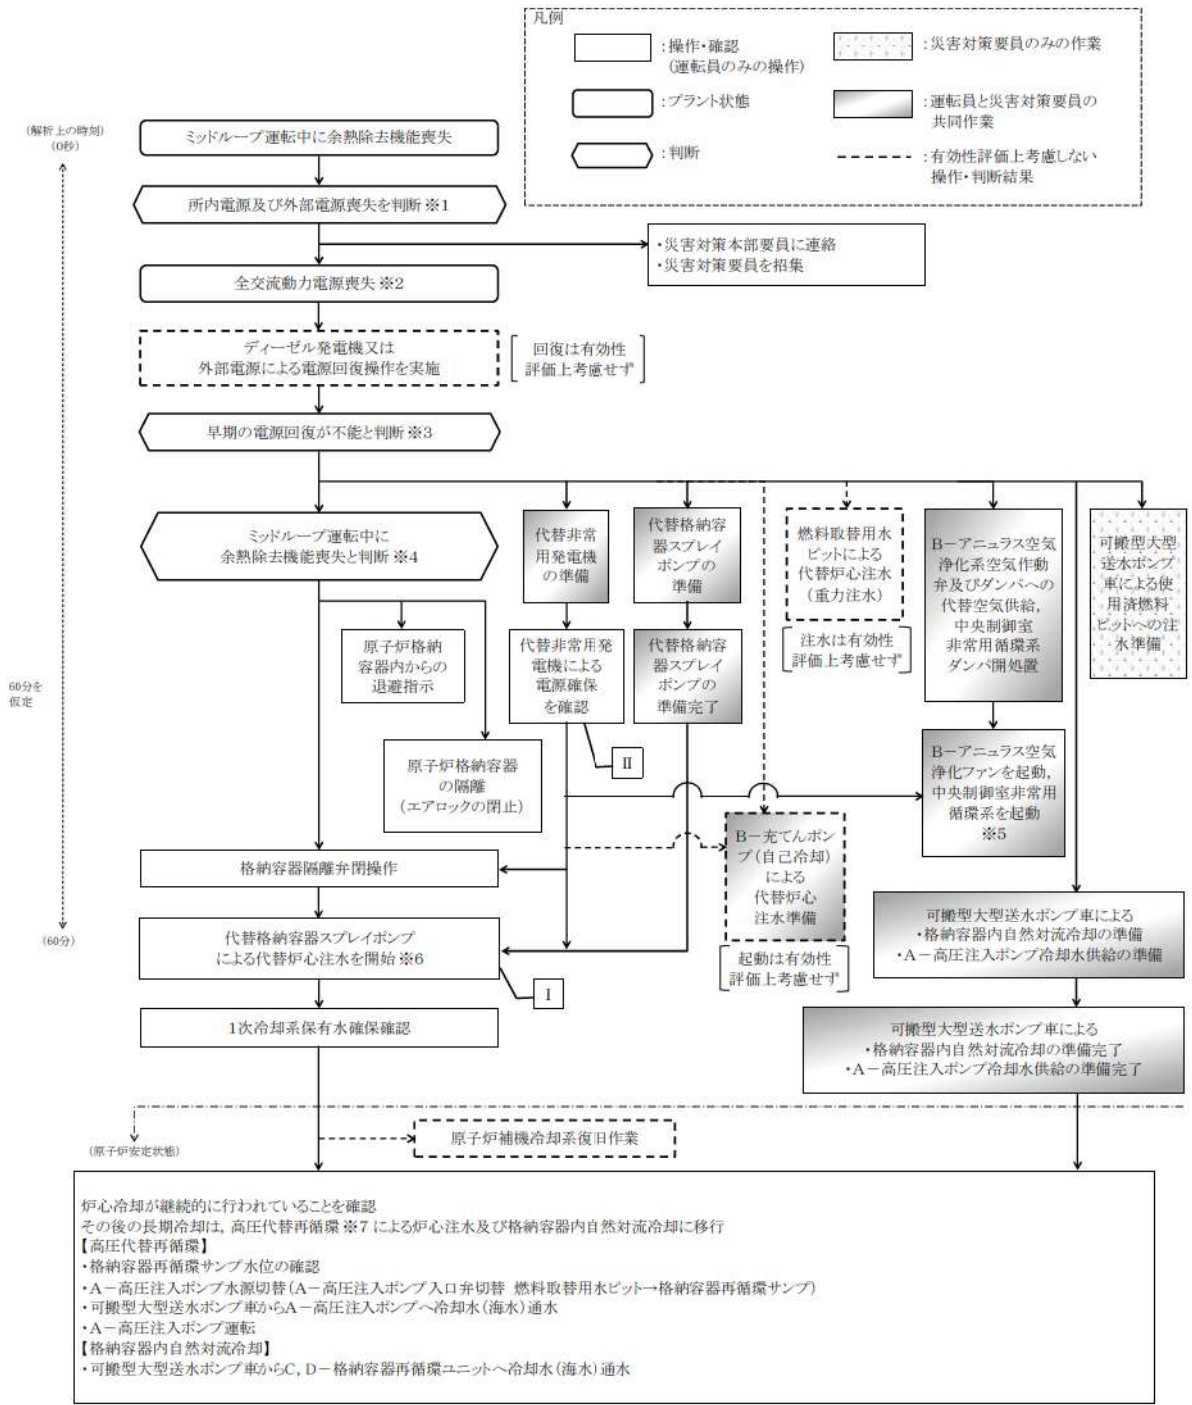 凡例
：操作・確認
（運転員のみの操作）
：プラント状態
：判断
：災害対策要員のみの作業
：運転員と災害対策要員の
共同作業
：有効性評価上考慮しない
操作・判断結果
（解析上の時刻）
（0秒）
ミッドループ運転中に余熱除去機能喪失
所内電源及び外部電源喪失を判断※1
・災害対策本部要員に連絡
・災害対策要員を招集
全交流動力電源喪失※2
ディーゼル発電機又は
外部電源による電源回復操作を実施
回復は有効性
評価上考慮せず
早期の電源回復が不能と判断※3
ミッドループ運転中に
余熱除去機能喪失と判断※4
代替非常
用発電機
の準備
代替格納容
器スプレイ
ポンプの
準備
燃料取替用水
ピットによる
代替炉心注水
（重力注水）
注水は有効性
評価上考慮せず
B－アニュラス空気
浄化系空気作動
弁及びダンパへの
代替空気供給，
中央制御室
非常用循環系
ダンパ開処置
可搬型大型
送水ポンプ
車による使
用済燃料
ピットへの注
水準備
原子炉格納
容器内からの
退避指示
代替非常用発
電機による
電源確保
を確認
代替格納容
器スプレイ
ポンプの
準備完了
60分を
仮定
Ⅱ
原子炉格納容器
の隔離
（エアロックの閉止）
B－アニュラス空気
浄化ファンを起動，
中央制御室非常用
循環系を起動
※5
B－充てんポン
プ（自己冷却）
による
代替炉心
注水準備
起動は有効性
評価上考慮せず
格納容器隔離弁閉操作
（60分）
代替格納容器スプレイポンプ
による代替炉心注水を開始※6
Ⅰ
可搬型大型送水ポンプ車による
・格納容器内自然対流冷却の準備
・A－高圧注入ポンプ冷却水供給の準備
1次冷却系保有水確保確認
可搬型大型送水ポンプ車による
・格納容器内自然対流冷却の準備完了
・A－高圧注入ポンプ冷却水供給の準備完了
（原子炉安定状態）
原子炉補機冷却系復旧作業
炉心冷却が継続的に行われていることを確認
その後の長期冷却は，高圧代替再循環※7による炉心注水及び格納容器内自然対流冷却に移行
【高圧代替再循環】
・格納容器再循環サンプ水位の確認
・A－高圧注入ポンプ水源切替（A－高圧注入ポンプ入口弁切替 燃料取替用水ピット→格納容器再循環サンプ）
・可搬型大型送水ポンプ車からA－高圧注入ポンプへ冷却水（海水）通水
・A－高圧注入ポンプ運転
【格納容器内自然対流冷却】
・可搬型大型送水ポンプ車からC，D－格納容器再循環ユニットへ冷却水（海水）通水